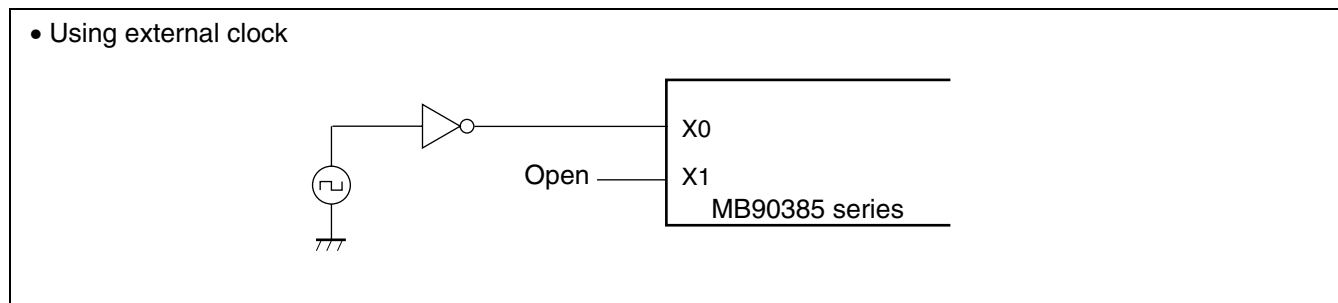 • Using external clock
X0
Open X1
MB90385 series